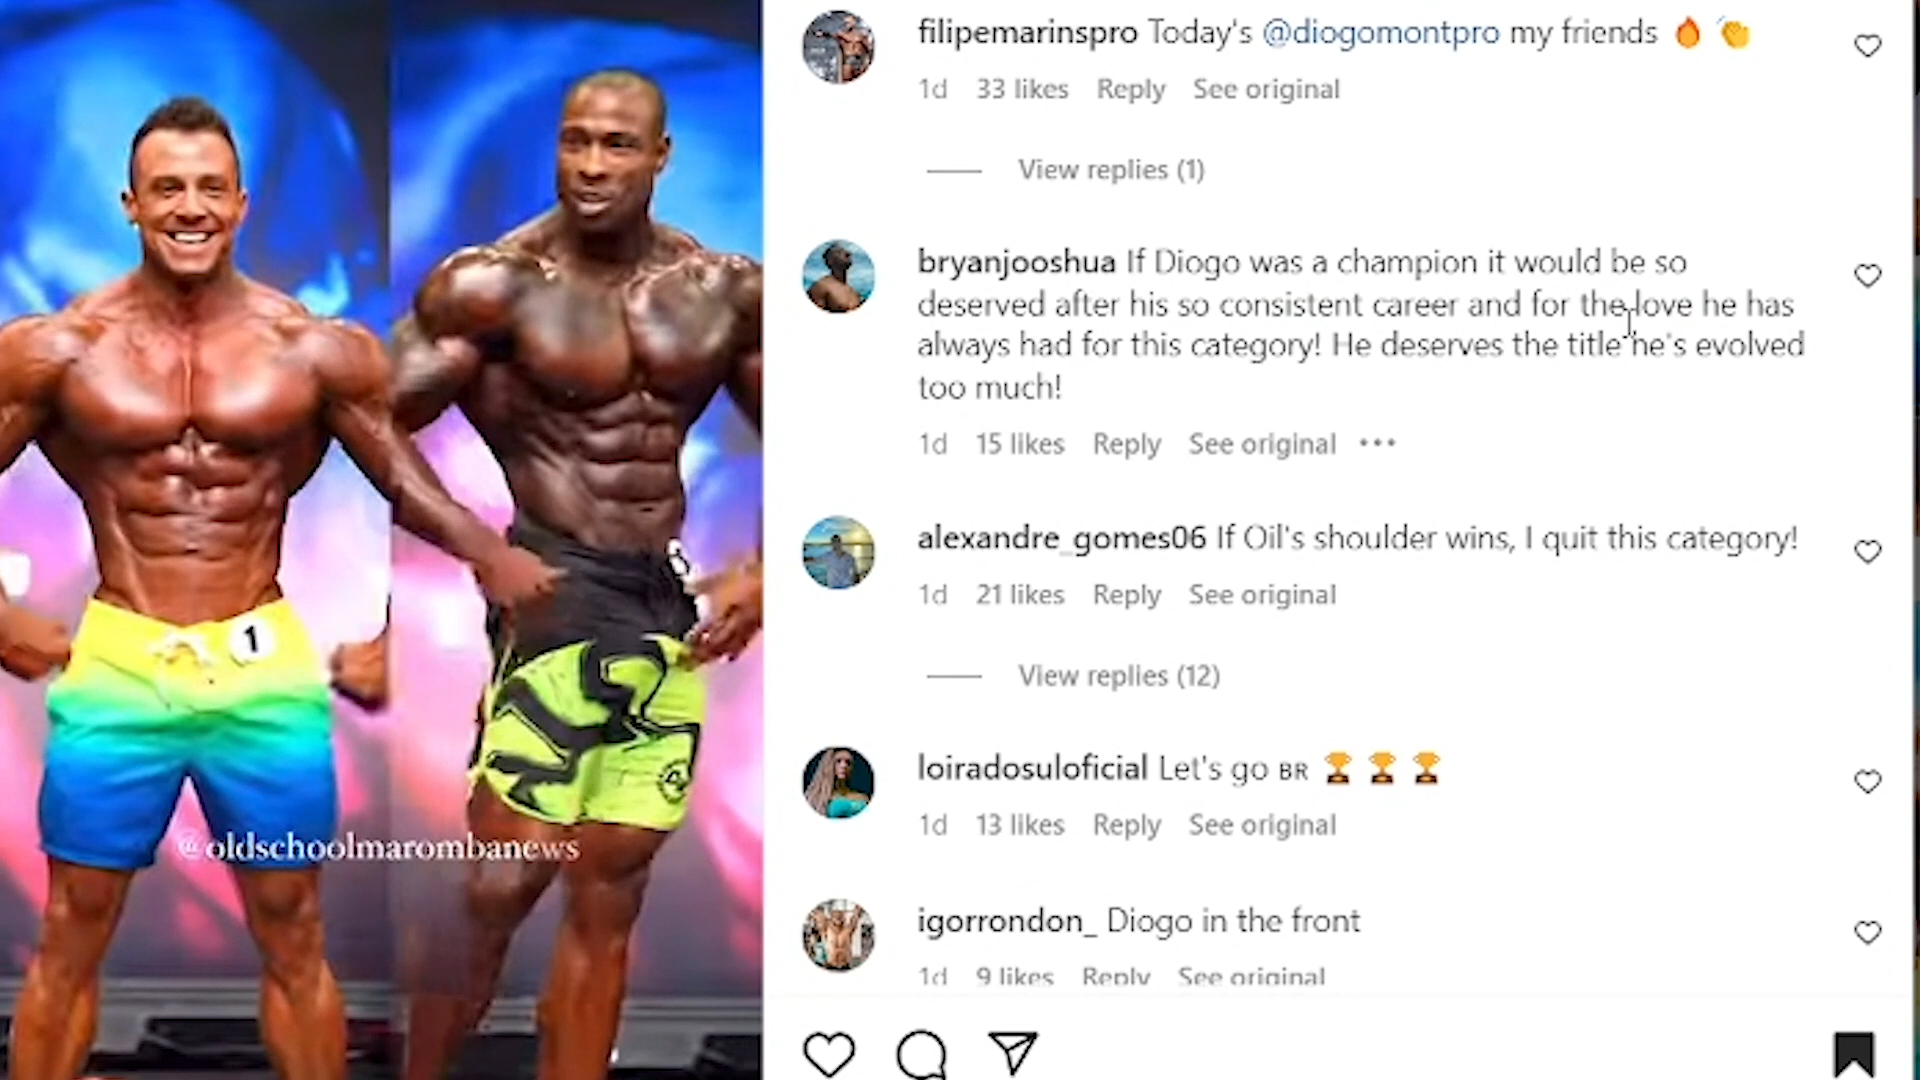 filipemarinspro Today's @diogomontpro my friends 🔥 👏
1d 33 likes Reply See original
View replies (1)
bryanjooshua If Diogo was a champion it would be so
deserved after his so consistent career and for the love he has
always had for this category! He deserves the title he's evolved
too much!
1d 15 likes Reply See original •••
alexandre_gomes06 If Oil's shoulder wins, I quit this category!
1d 21 likes Reply See original
View replies (12)
loiradosuloficial Let's go BR 🏆 🏆 🏆
1d 13 likes Reply See original
igorrondon_ Diogo in the front
1d 9 likes Reply See original
1
@oldschoolmarombanews